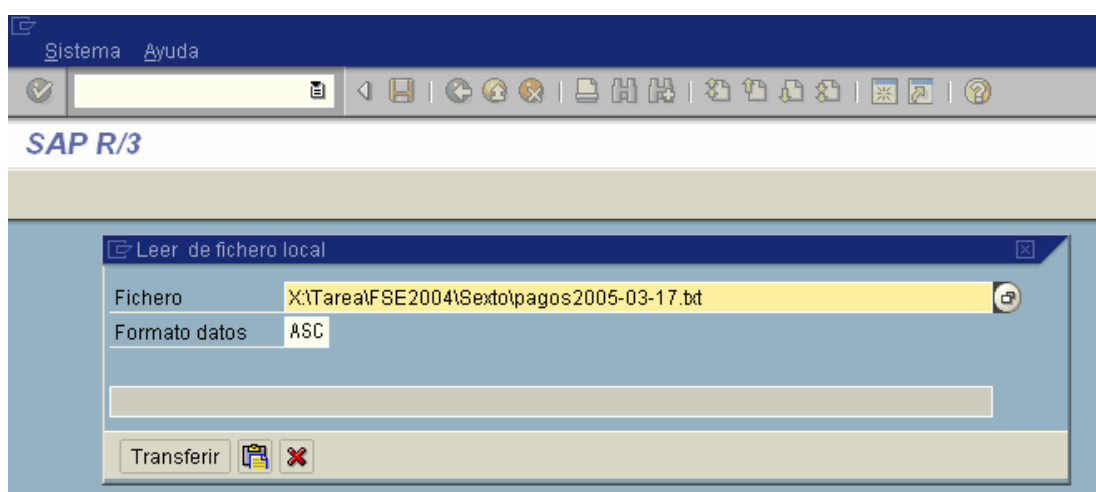 Sistema Ayuda
SAP R/3
Leer de fichero local
Fichero X:\Tarea\FSE2004\Sexto\pagos2005-03-17.txt
Formato datos ASC
Transferir